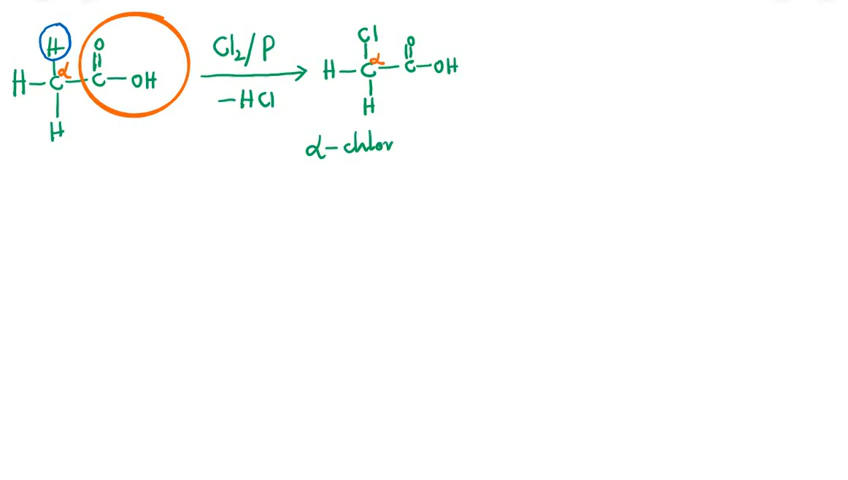 H O Cl2/P Cl O
H-C α-C-OH -HCl H-C α-C-OH
H H
α-chlor